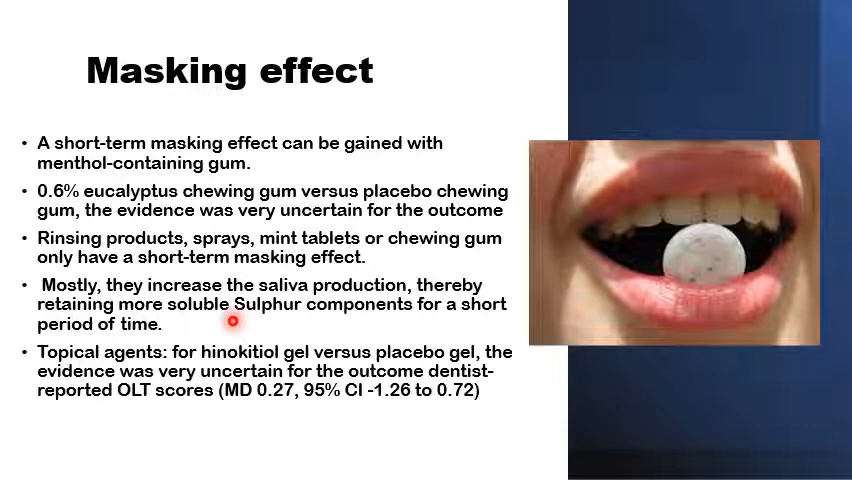 Masking effect
• A short-term masking effect can be gained with
menthol-containing gum.
• 0.6% eucalyptus chewing gum versus placebo chewing
gum, the evidence was very uncertain for the outcome
• Rinsing products, sprays, mint tablets or chewing gum
only have a short-term masking effect.
• Mostly, they increase the saliva production, thereby
retaining more soluble Sulphur components for a short
period of time.
• Topical agents: for hinokitiol gel versus placebo gel, the
evidence was very uncertain for the outcome dentist-
reported OLT scores (MD 0.27, 95% CI -1.26 to 0.72)